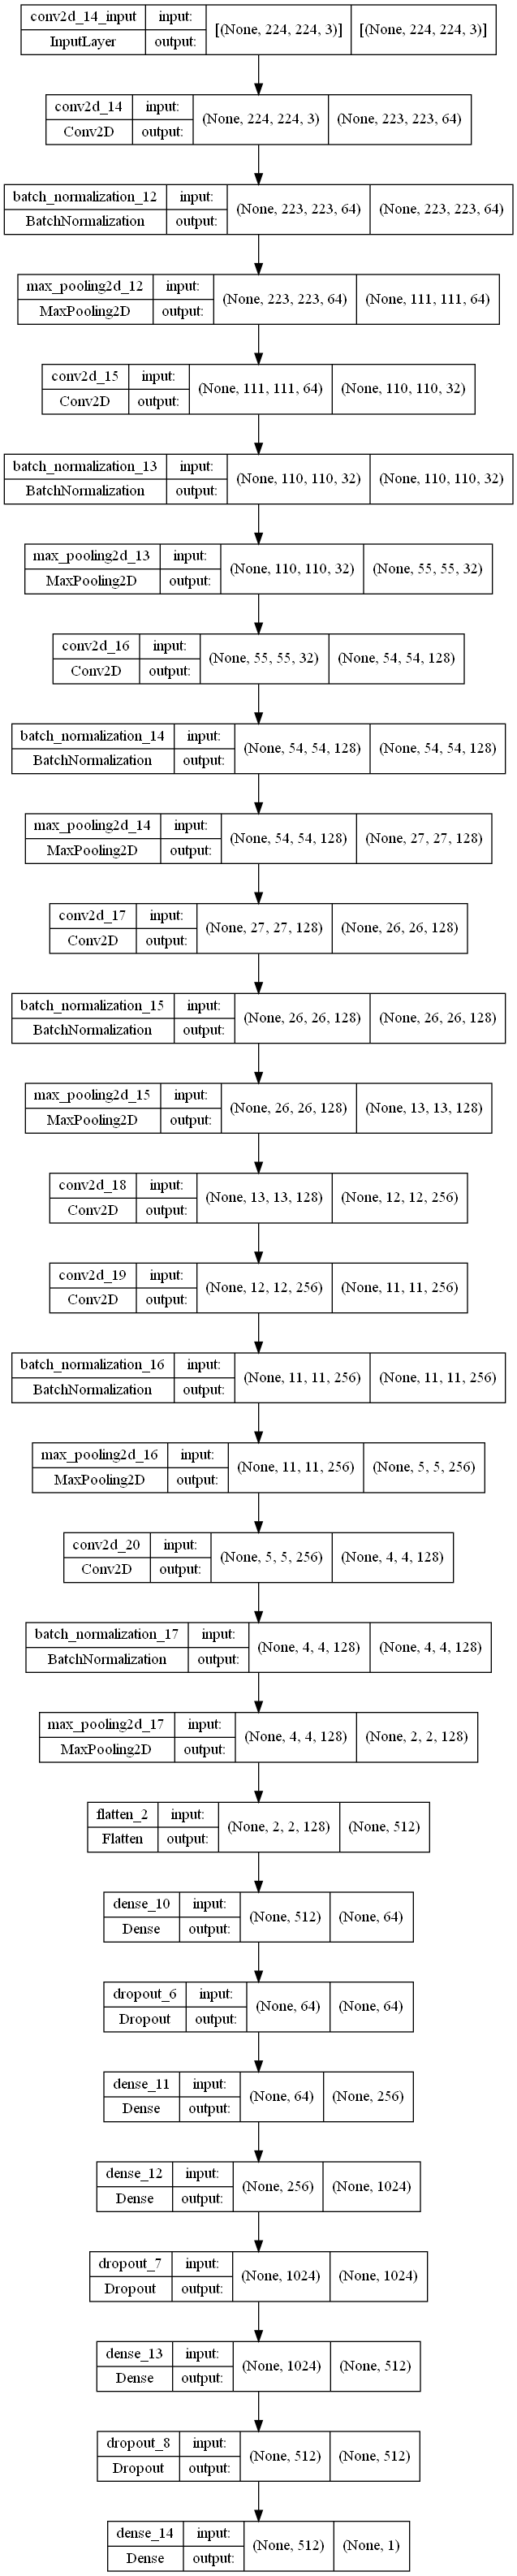 conv2d_14_input input: [(None, 224, 224, 3)] [(None, 224, 224, 3)]
InputLayer output:
conv2d_14 input: (None, 224, 224, 3) (None, 223, 223, 64)
Conv2D output:
batch_normalization_12 input: (None, 223, 223, 64) (None, 223, 223, 64)
BatchNormalization output:
max_pooling2d_12 input: (None, 223, 223, 64) (None, 111, 111, 64)
MaxPooling2D output:
conv2d_15 input: (None, 111, 111, 64) (None, 110, 110, 32)
Conv2D output:
batch_normalization_13 input: (None, 110, 110, 32) (None, 110, 110, 32)
BatchNormalization output:
max_pooling2d_13 input: (None, 110, 110, 32) (None, 55, 55, 32)
MaxPooling2D output:
conv2d_16 input: (None, 55, 55, 32) (None, 54, 54, 128)
Conv2D output:
batch_normalization_14 input: (None, 54, 54, 128) (None, 54, 54, 128)
BatchNormalization output:
max_pooling2d_14 input: (None, 54, 54, 128) (None, 27, 27, 128)
MaxPooling2D output:
conv2d_17 input: (None, 27, 27, 128) (None, 26, 26, 128)
Conv2D output:
batch_normalization_15 input: (None, 26, 26, 128) (None, 26, 26, 128)
BatchNormalization output:
max_pooling2d_15 input: (None, 26, 26, 128) (None, 13, 13, 128)
MaxPooling2D output:
conv2d_18 input: (None, 13, 13, 128) (None, 12, 12, 256)
Conv2D output:
conv2d_19 input: (None, 12, 12, 256) (None, 11, 11, 256)
Conv2D output:
batch_normalization_16 input: (None, 11, 11, 256) (None, 11, 11, 256)
BatchNormalization output:
max_pooling2d_16 input: (None, 11, 11, 256) (None, 5, 5, 256)
MaxPooling2D output:
conv2d_20 input: (None, 5, 5, 256) (None, 4, 4, 128)
Conv2D output:
batch_normalization_17 input: (None, 4, 4, 128) (None, 4, 4, 128)
BatchNormalization output:
max_pooling2d_17 input: (None, 4, 4, 128) (None, 2, 2, 128)
MaxPooling2D output:
flatten_2 input: (None, 2, 2, 128) (None, 512)
Flatten output:
dense_10 input: (None, 512) (None, 64)
Dense output:
dropout_6 input: (None, 64) (None, 64)
Dropout output:
dense_11 input: (None, 64) (None, 256)
Dense output:
dense_12 input: (None, 256) (None, 1024)
Dense output:
dropout_7 input: (None, 1024) (None, 1024)
Dropout output:
dense_13 input: (None, 1024) (None, 512)
Dense output:
dropout_8 input: (None, 512) (None, 512)
Dropout output:
dense_14 input: (None, 512) (None, 1)
Dense output: